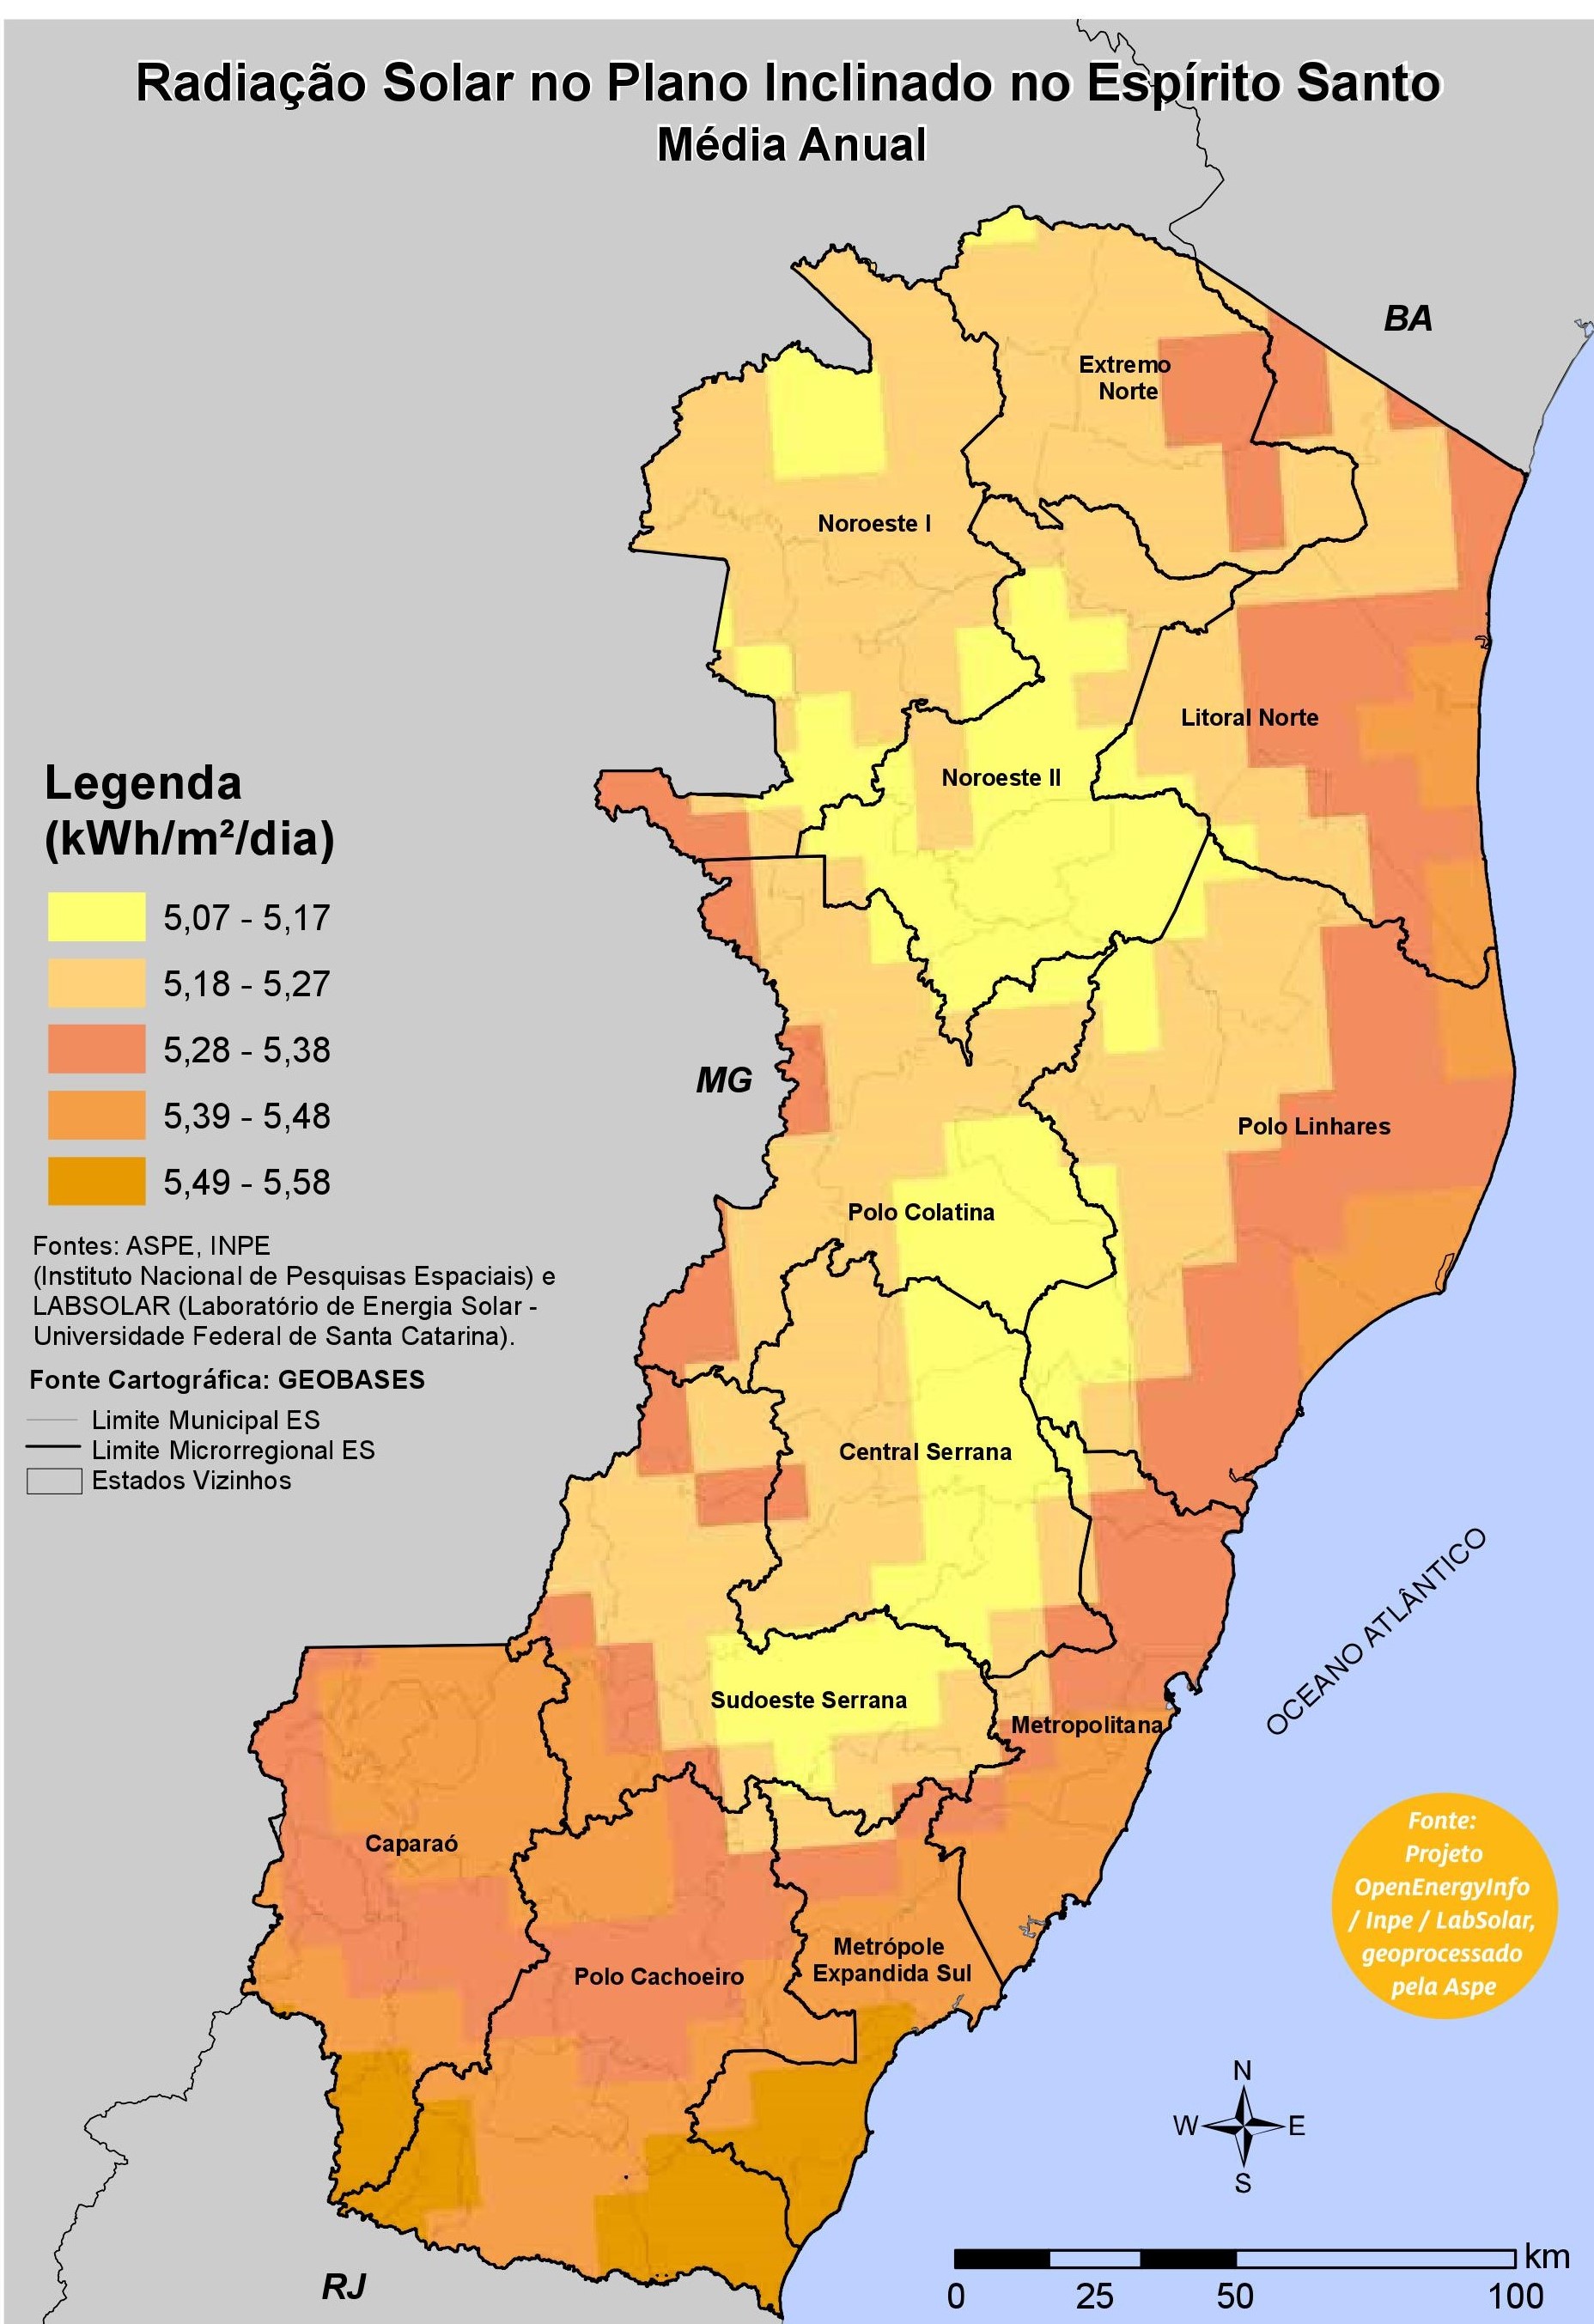 Radiação Solar no Plano Inclinado no Espírito Santo
Média Anual
BA
Extremo
Norte
Noroeste I
Litoral Norte
Noroeste II
Legenda
(kWh/m²/dia)
5,07 - 5,17
5,18 - 5,27
5,28 - 5,38
5,39 - 5,48
5,49 - 5,58
MG
Polo Linhares
Polo Colatina
Fontes: ASPE, INPE
(Instituto Nacional de Pesquisas Espaciais) e
LABSOLAR (Laboratório de Energia Solar -
Universidade Federal de Santa Catarina).
Fonte Cartográfica: GEOBASES
Limite Municipal ES
Limite Microrregional ES
Estados Vizinhos
Central Serrana
OCEANO ATLÂNTICO
Sudoeste Serrana
Metropolitana
Caparaó
Fonte:
Projeto
OpenEnergyInfo
/ Inpe / LabSolar,
geoprocessado
pela Aspe
Metrópole
Expandida Sul
Polo Cachoeiro
N
W E
S
RJ
km
0 25 50 100